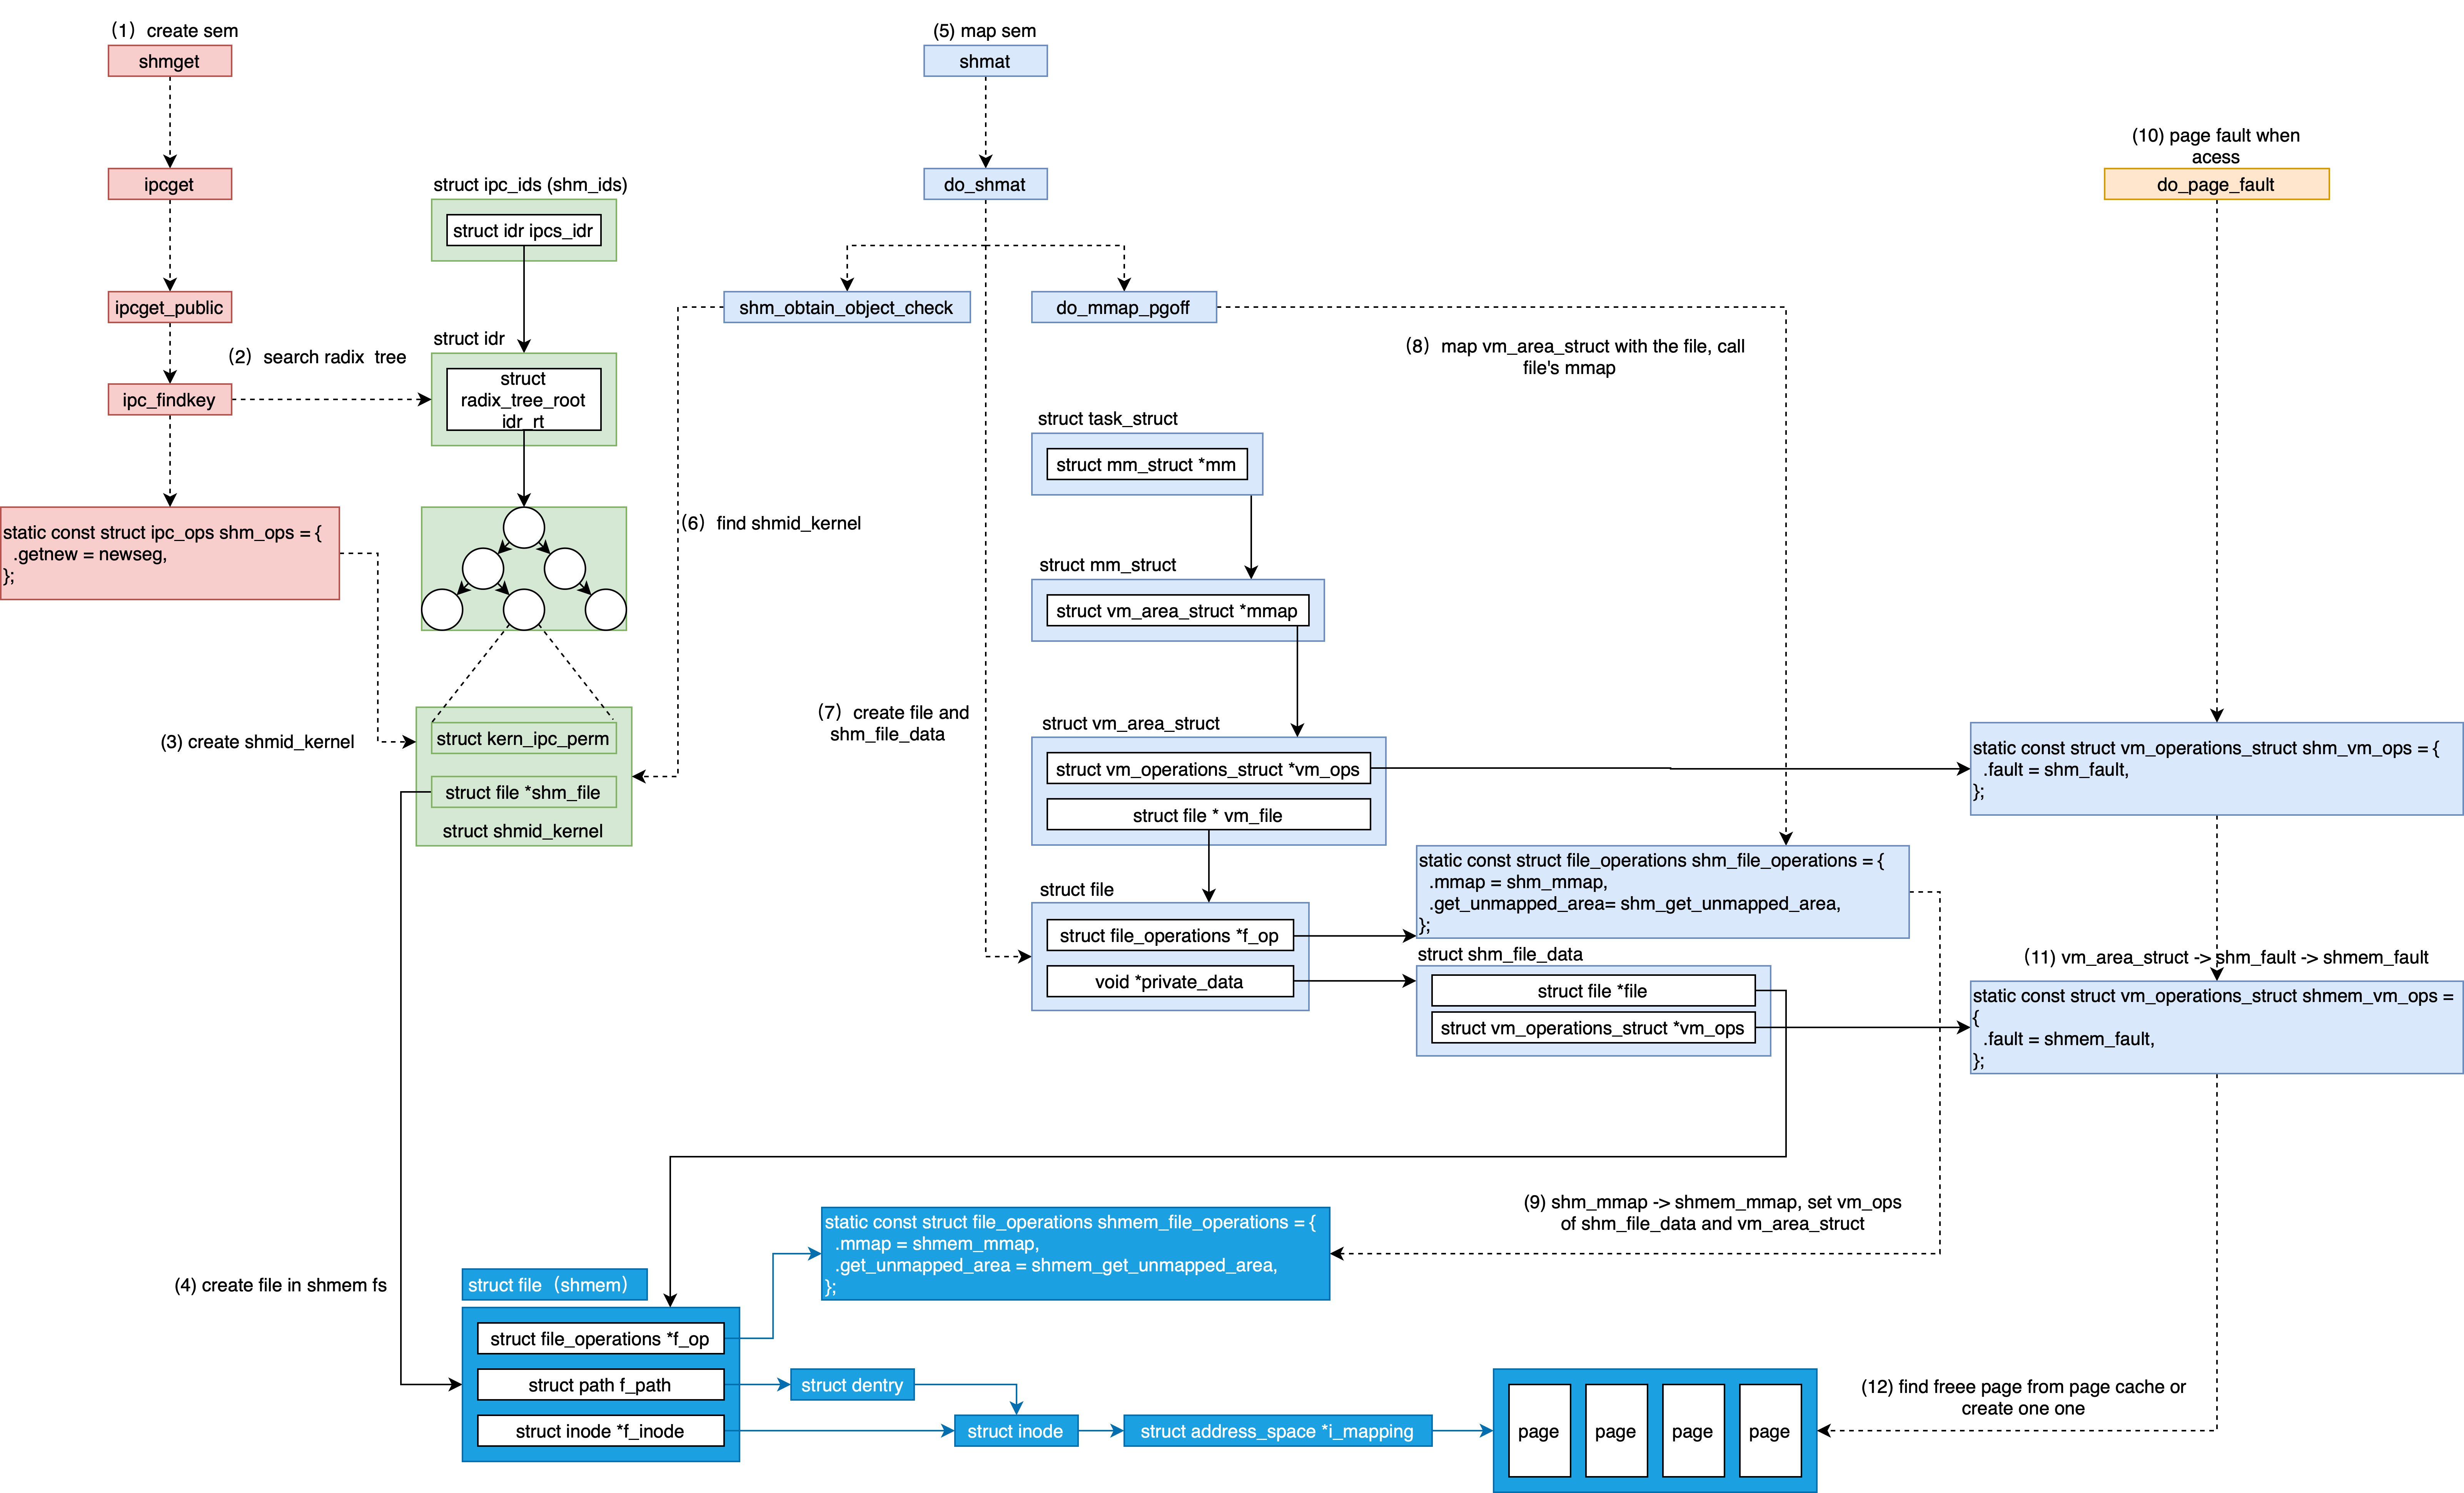 （1）create sem
shmget
ipcget
ipcget_public
（2）search radix  tree
ipc_findkey
static const struct ipc_ops shm_ops = {
  .getnew = newseg,
};
(3) create shmid_kernel
struct ipc_ids (shm_ids)
struct idr ipcs_idr
struct idr
struct
radix_tree_root
idr_rt
struct kern_ipc_perm
struct file *shm_file
struct shmid_kernel
(4) create file in shmem fs
(5) map sem
shmat
do_shmat
shm_obtain_object_check
do_mmap_pgoff
（6）find shmid_kernel
（7）create file and
shm_file_data
（8）map vm_area_struct with the file, call
file's mmap
struct task_struct
struct mm_struct *mm
struct mm_struct
struct vm_area_struct *mmap
struct vm_area_struct
struct vm_operations_struct *vm_ops
struct file * vm_file
struct file
struct file_operations *f_op
void *private_data
static const struct file_operations shm_file_operations = {
  .mmap = shm_mmap,
  .get_unmapped_area= shm_get_unmapped_area,
};
struct shm_file_data
struct file *file
struct vm_operations_struct *vm_ops
(9) shm_mmap -> shmem_mmap, set vm_ops
of shm_file_data and vm_area_struct
(10) page fault when
acess
do_page_fault
static const struct vm_operations_struct shm_vm_ops = {
  .fault = shm_fault,
};
（11) vm_area_struct -> shm_fault -> shmem_fault
static const struct vm_operations_struct shmem_vm_ops =
{
  .fault = shmem_fault,
};
static const struct file_operations shmem_file_operations = {
  .mmap = shmem_mmap,
  .get_unmapped_area = shmem_get_unmapped_area,
};
struct file（shmem）
struct file_operations *f_op
struct path f_path
struct inode *f_inode
struct dentry
struct inode
struct address_space *i_mapping
page
page
page
page
(12) find freee page from page cache or
create one one